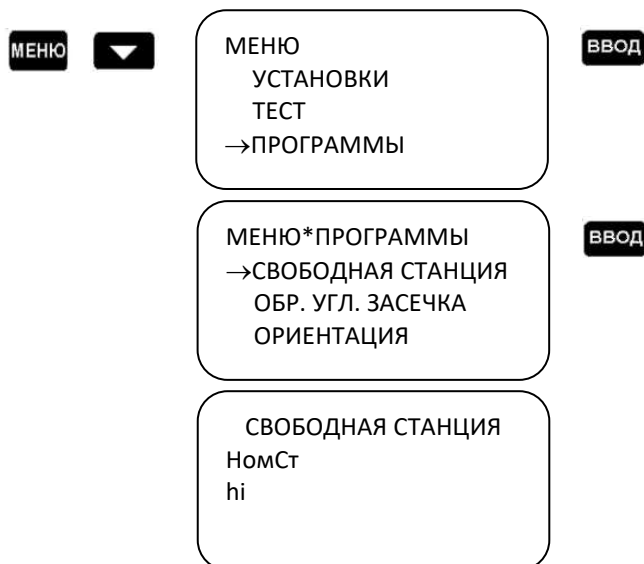 МЕНЮ
МЕНЮ
УСТАНОВКИ
ТЕСТ
→ПРОГРАММЫ
ВВОД
МЕНЮ*ПРОГРАММЫ
→СВОБОДНАЯ СТАНЦИЯ
ОБР. УГЛ. ЗАСЕЧКА
ОРИЕНТАЦИЯ
ВВОД
СВОБОДНАЯ СТАНЦИЯ
НомСт
hi